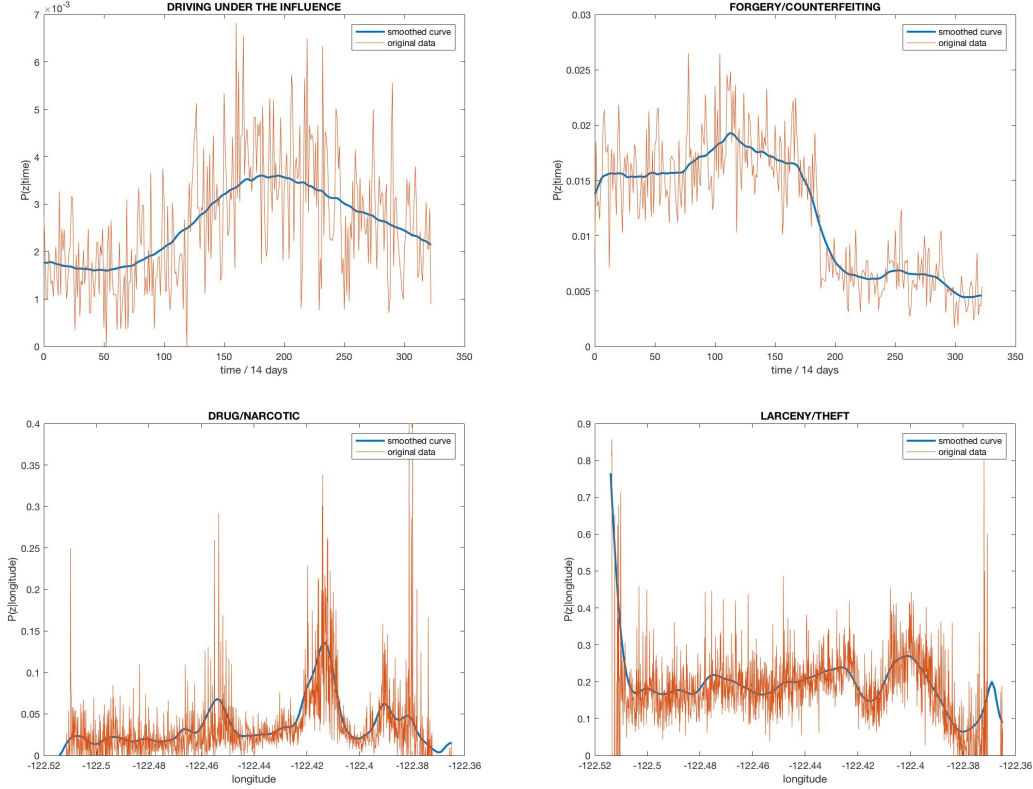 DRIVING UNDER THE INFLUENCE
×10⁻³
7
6
5
4
3
2
1
0
P(z|time)
0 50 100 150 200 250 300 350
time / 14 days
smoothed curve
original data
FORGERY/COUNTERFEITING
0.03
0.025
0.02
0.015
0.01
0.005
0
P(z|time)
0 50 100 150 200 250 300 350
time / 14 days
smoothed curve
original data
DRUG/NARCOTIC
0.4
0.35
0.3
0.25
0.2
0.15
0.1
0.05
0
P(z|longitude)
-122.52 -122.5 -122.48 -122.46 -122.44 -122.42 -122.4 -122.38 -122.36
longitude
smoothed curve
original data
LARCENY/THEFT
0.9
0.8
0.7
0.6
0.5
0.4
0.3
0.2
0.1
0
P(z|longitude)
-122.52 -122.5 -122.48 -122.46 -122.44 -122.42 -122.4 -122.38 -122.36
longitude
smoothed curve
original data